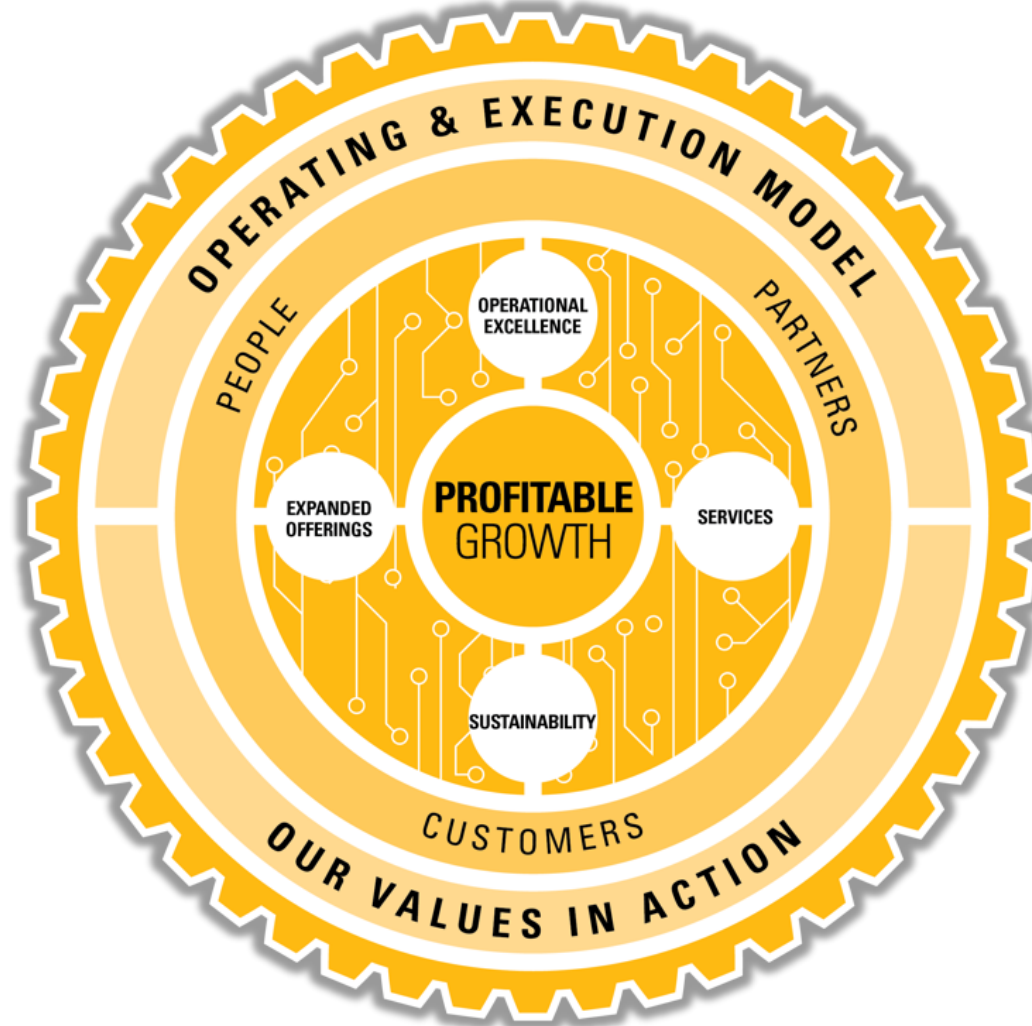 OPERATING & EXECUTION MODEL
PEOPLE
PARTNERS
OPERATIONAL
EXCELLENCE
EXPANDED
OFFERINGS
PROFITABLE
GROWTH
SERVICES
SUSTAINABILITY
CUSTOMERS
OUR VALUES IN ACTION